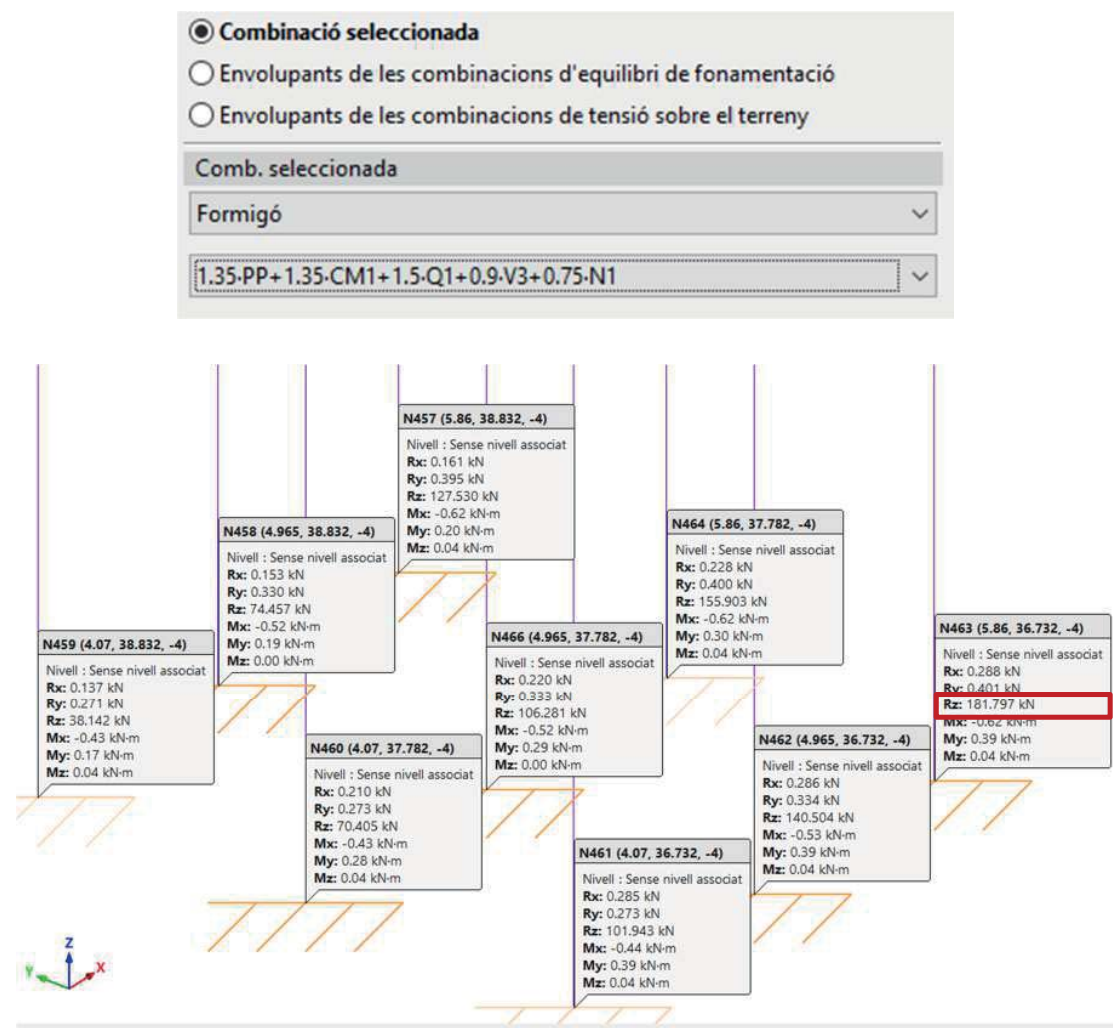 Combinació seleccionada
Envolupants de les combinacions d'equilibri de fonamentació
Envolupants de les combinacions de tensió sobre el terreny
Comb. seleccionada
Formigó
1.35·PP+1.35·CM1+1.5·Q1+0.9·V3+0.75·N1
N457 (5.86, 38.832, -4)
Nivell : Sense nivell associat
Rx: 0.161 kN
Ry: 0.395 kN
Rz: 127.530 kN
Mx: -0.62 kN·m
My: 0.20 kN·m
Mz: 0.04 kN·m
N458 (4.965, 38.832, -4)
Nivell : Sense nivell associat
Rx: 0.153 kN
Ry: 0.330 kN
Rz: 74.457 kN
Mx: -0.52 kN·m
My: 0.19 kN·m
Mz: 0.00 kN·m
N464 (5.86, 37.782, -4)
Nivell : Sense nivell associat
Rx: 0.228 kN
Ry: 0.400 kN
Rz: 155.903 kN
Mx: -0.62 kN·m
My: 0.30 kN·m
Mz: 0.04 kN·m
N459 (4.07, 38.832, -4)
Nivell : Sense nivell associat
Rx: 0.137 kN
Ry: 0.271 kN
Rz: 38.142 kN
Mx: -0.43 kN·m
My: 0.17 kN·m
Mz: 0.04 kN·m
N466 (4.965, 37.782, -4)
Nivell : Sense nivell associat
Rx: 0.220 kN
Ry: 0.333 kN
Rz: 106.281 kN
Mx: -0.52 kN·m
My: 0.29 kN·m
Mz: 0.00 kN·m
N463 (5.86, 36.732, -4)
Nivell : Sense nivell associat
Rx: 0.288 kN
Ry: 0.401 kN
Rz: 181.797 kN
Mx: -0.62 kN·m
My: 0.39 kN·m
Mz: 0.04 kN·m
N460 (4.07, 37.782, -4)
Nivell : Sense nivell associat
Rx: 0.210 kN
Ry: 0.273 kN
Rz: 70.405 kN
Mx: -0.43 kN·m
My: 0.28 kN·m
Mz: 0.04 kN·m
N462 (4.965, 36.732, -4)
Nivell : Sense nivell associat
Rx: 0.286 kN
Ry: 0.334 kN
Rz: 140.504 kN
Mx: -0.53 kN·m
My: 0.39 kN·m
Mz: 0.04 kN·m
N461 (4.07, 36.732, -4)
Nivell : Sense nivell associat
Rx: 0.285 kN
Ry: 0.273 kN
Rz: 101.943 kN
Mx: -0.44 kN·m
My: 0.39 kN·m
Mz: 0.04 kN·m
Z
Y
X